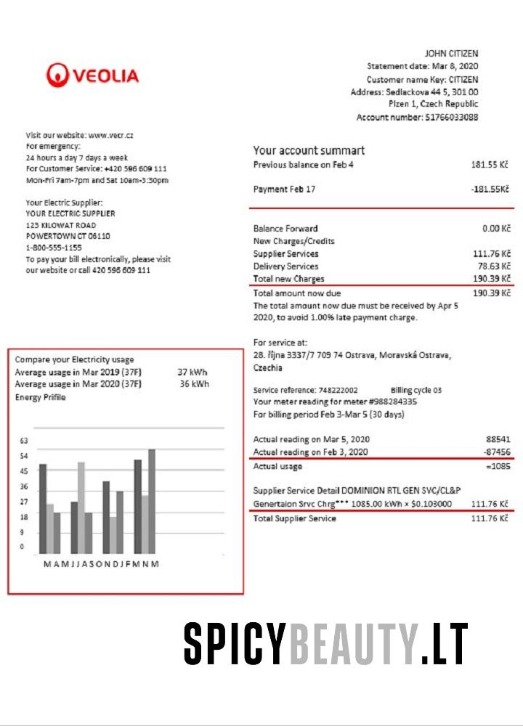 VEOLIA
JOHN CITIZEN
Statement date: Mar 8, 2020
Customer name Key: CITIZEN
Address: Sedlackova 44 5, 301 00
Plzen 1, Czech Republic
Account number: 51766033088
Visit our website: www.vecr.cz
For emergency:
24 hours a day 7 days a week
For Customer Service: +420 596 609 111
Mon-Fri 7am-7pm and Sat 10am-3:30pm
Your Electric Supplier:
YOUR ELECTRIC SUPPLIER
123 KILOWAT ROAD
POWERTOWN CT 06110
1-800-555-1155
To pay your bill electronically, please visit
our website or call 420 596 609 111
Your account summart
Previous balance on Feb 4 181.55 Kč
Payment Feb 17 -181.55Kč
Balance Forward 0.00 Kč
New Charges/Credits
Supplier Services 111.76 Kč
Delivery Services 78.63 Kč
Total new Charges 190.39 Kč
Total amount now due 190.39 Kč
The total amount now due must be received by Apr 5
2020, to avoid 1.00% late payment charge.
For service at:
28. října 3337/7 709 74 Ostrava, Moravská Ostrava,
Czechia
Service reference: 748222002 Billing cycle 03
Your meter reading for meter #988284335
For billing period Feb 3-Mar 5 (30 days)
Actual reading on Mar 5, 2020 88541
Actual reading on Feb 3, 2020 -87456
Actual usage =1085
Supplier Service Detail DOMINION RTL GEN SVC/CL&P
Genertaion Srvc Chrg*** 1085.00 kWh × $0.103000 111.76 Kč
Total Supplier Service 111.76 Kč
Compare your Electricity usage
Average usage in Mar 2019 (37F) 37 kWh
Average usage in Mar 2020 (37F) 36 kWh
Energy Prifile
63
54
45
36
27
18
9
0
M A M J J A S O N D J F M N M
SPICYBEAUTY.LT